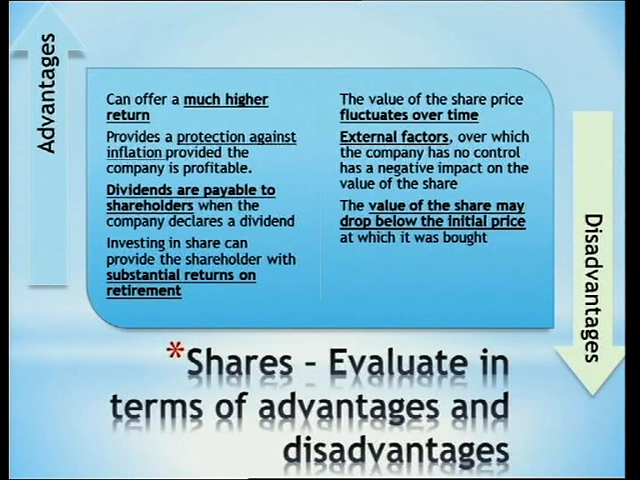 Advantages
Can offer a much higher
return
Provides a protection against
inflation provided the
company is profitable.
Dividends are payable to
shareholders when the
company declares a dividend
Investing in share can
provide the shareholder with
substantial returns on
retirement
The value of the share price
fluctuates over time
External factors, over which
the company has no control
has a negative impact on the
value of the share
The value of the share may
drop below the initial price
at which it was bought
Disadvantages
*Shares – Evaluate in
terms of advantages and
disadvantages